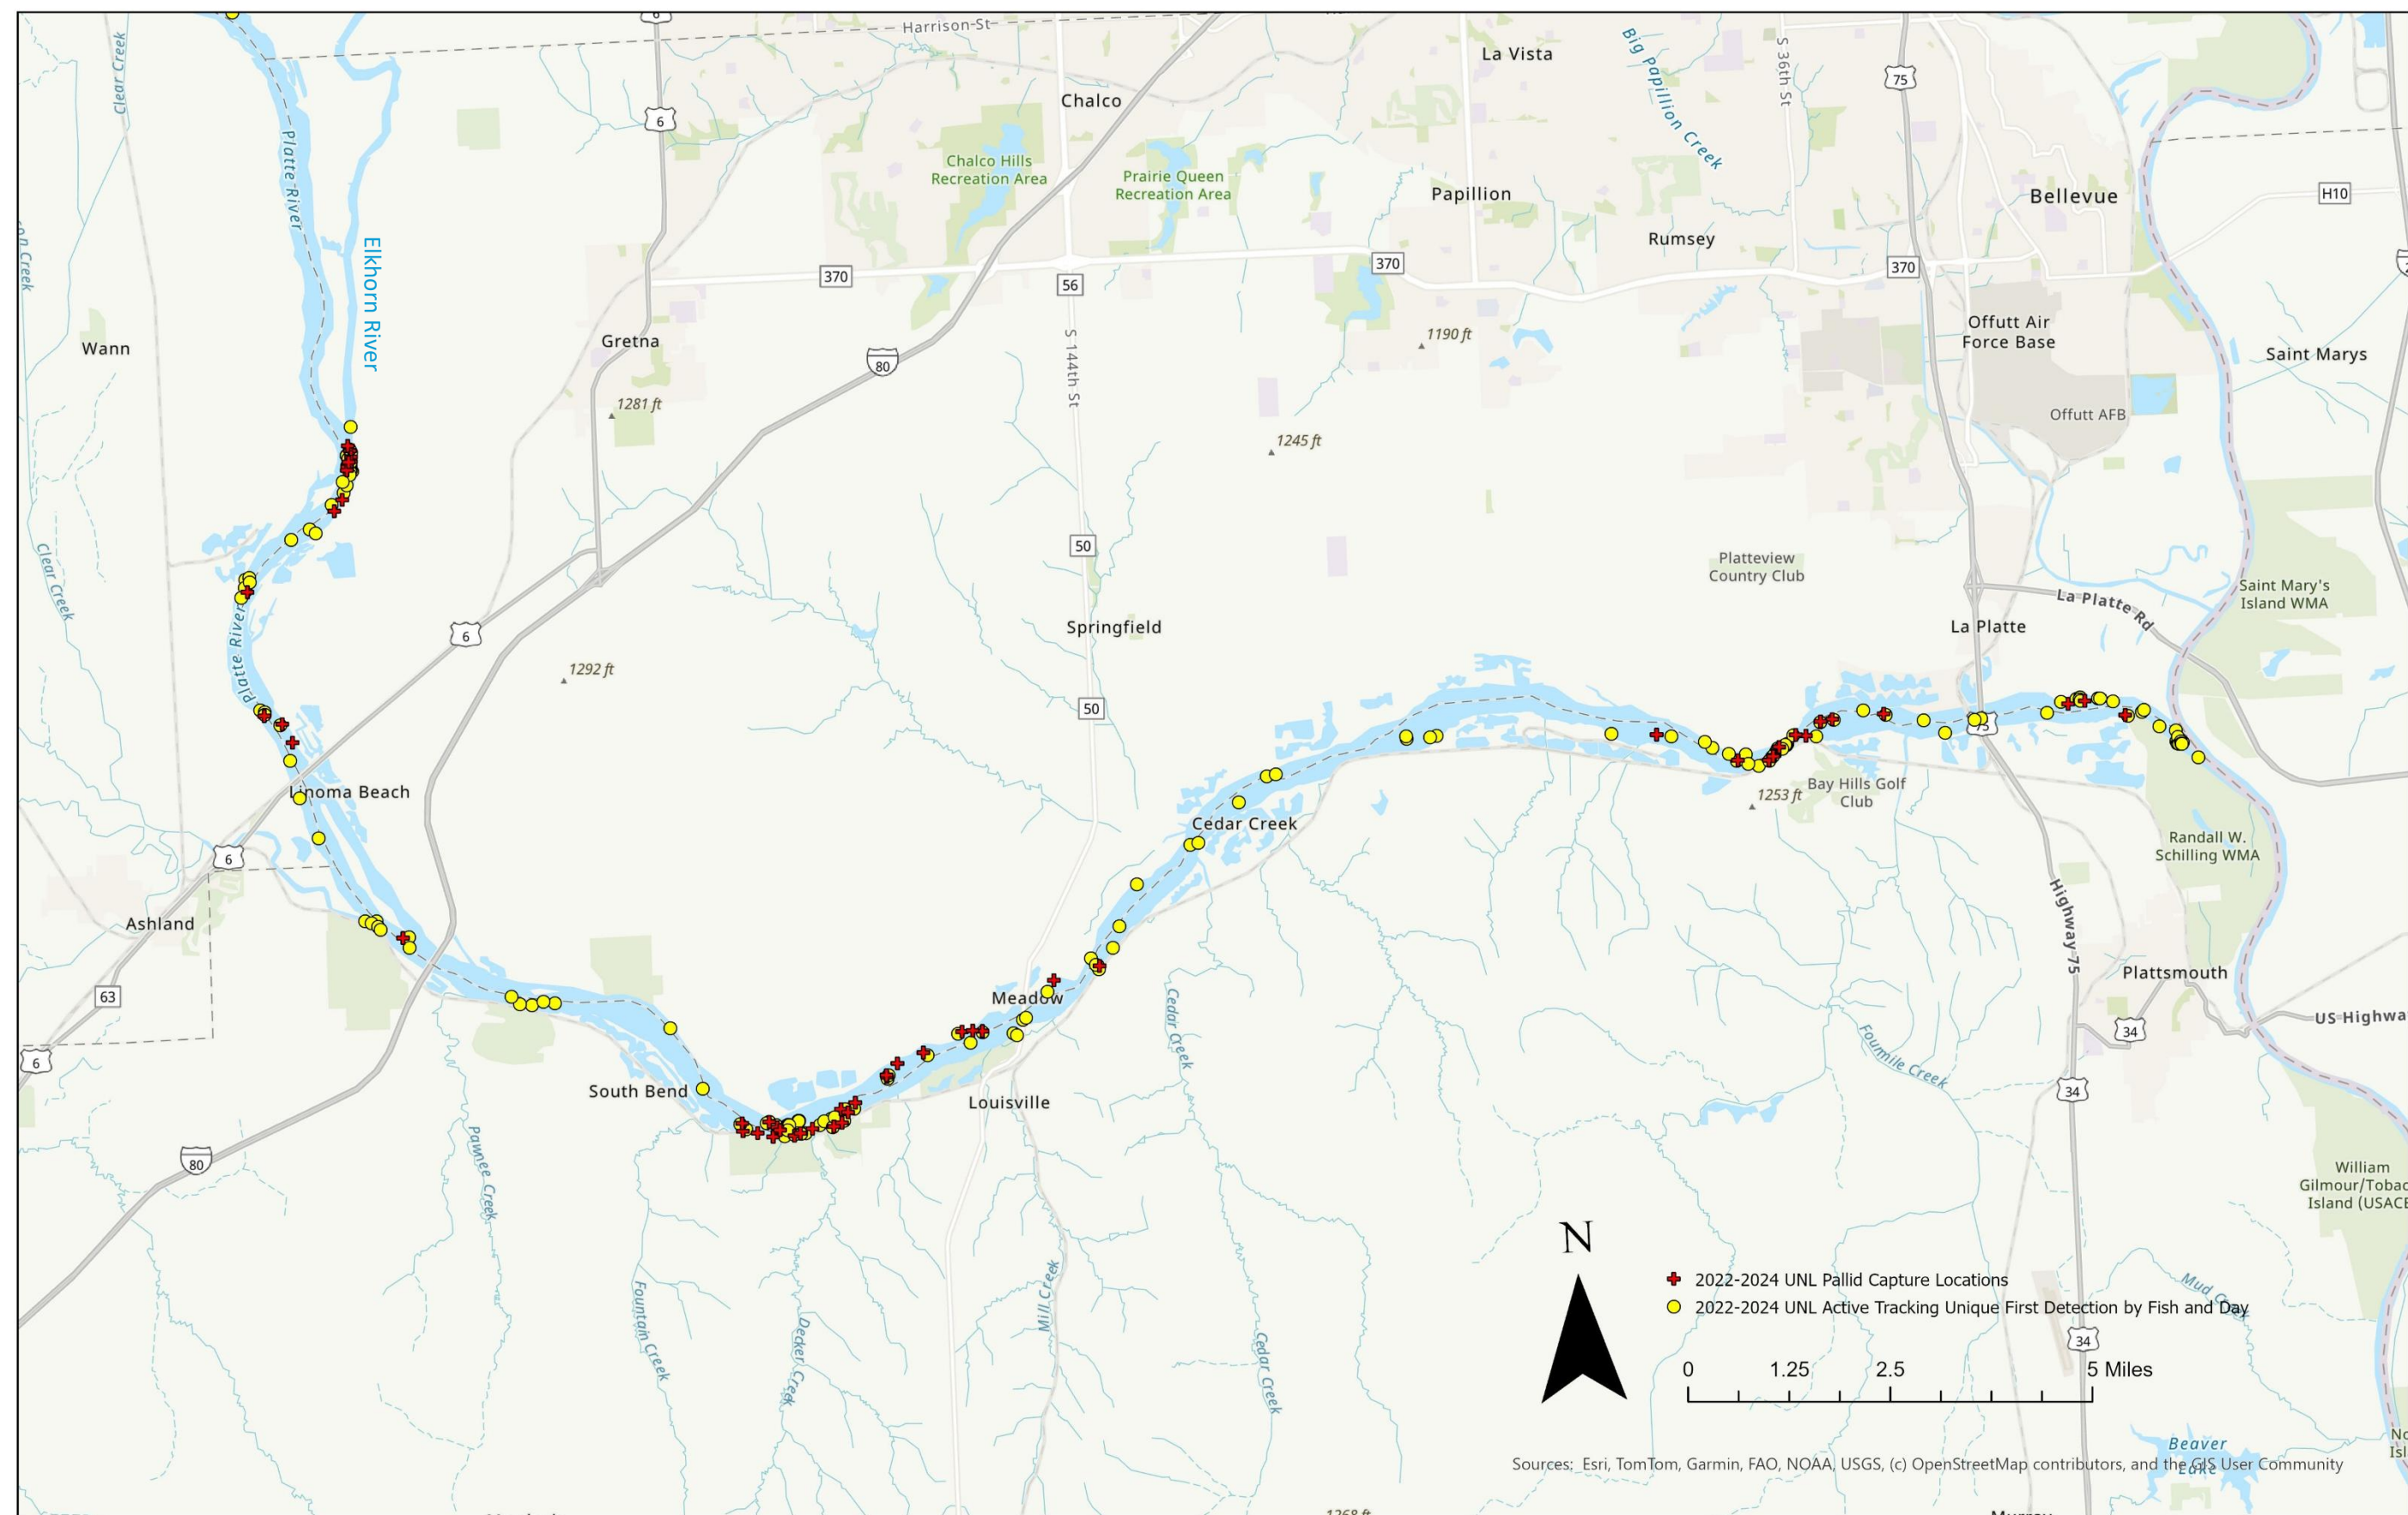 6
Harrison St
Clear Creek
La Vista
Big Papillion Creek
S 36th St
75
Chalco
6
Platte River
Chalco Hills
Recreation Area
Prairie Queen
Recreation Area
Papillion
Bellevue
H10
Elkhorn River
Rumsey
370
370
370
56
Wann
Gretna
80
S 144th St
1190 ft
Offutt Air
Force Base
Saint Marys
1281 ft
1245 ft
Offutt AFB
Clear Creek
50
Platteview
Country Club
Saint Mary's
Island WMA
La Platte Rd
6
Springfield
La Platte
Platte River
1292 ft
50
75
Linoma Beach
1253 ft
Bay Hills Golf
Club
Cedar Creek
Randall W.
Schilling WMA
6
Ashland
Highway 75
63
Meadow
Cedar Creek
Plattsmouth
US Highwa
34
6
South Bend
Louisville
Fourmile Creek
34
80
Pawnee Creek
William
Gilmour/Tobac
Island (USACE
N
Fountain Creek
Decker Creek
Mill Creek
Cedar Creek
2022-2024 UNL Pallid Capture Locations
Mud Creek
2022-2024 UNL Active Tracking Unique First Detection by Fish and Day
34
0 1.25 2.5 5 Miles
Beaver
Lake
Sources: Esri, TomTom, Garmin, FAO, NOAA, USGS, (c) OpenStreetMap contributors, and the GIS User Community